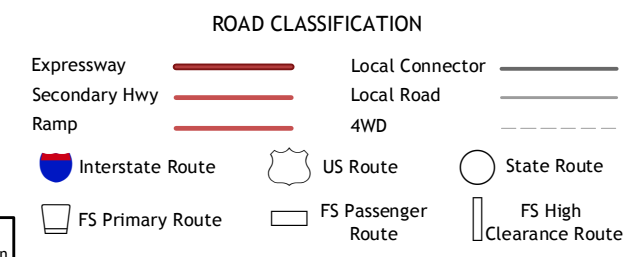 ROAD CLASSIFICATION
Expressway
Local Connector
Secondary Hwy
Local Road
Ramp
4WD
Interstate Route
US Route
State Route
FS Primary Route
FS Passenger
Route
FS High
Clearance Route